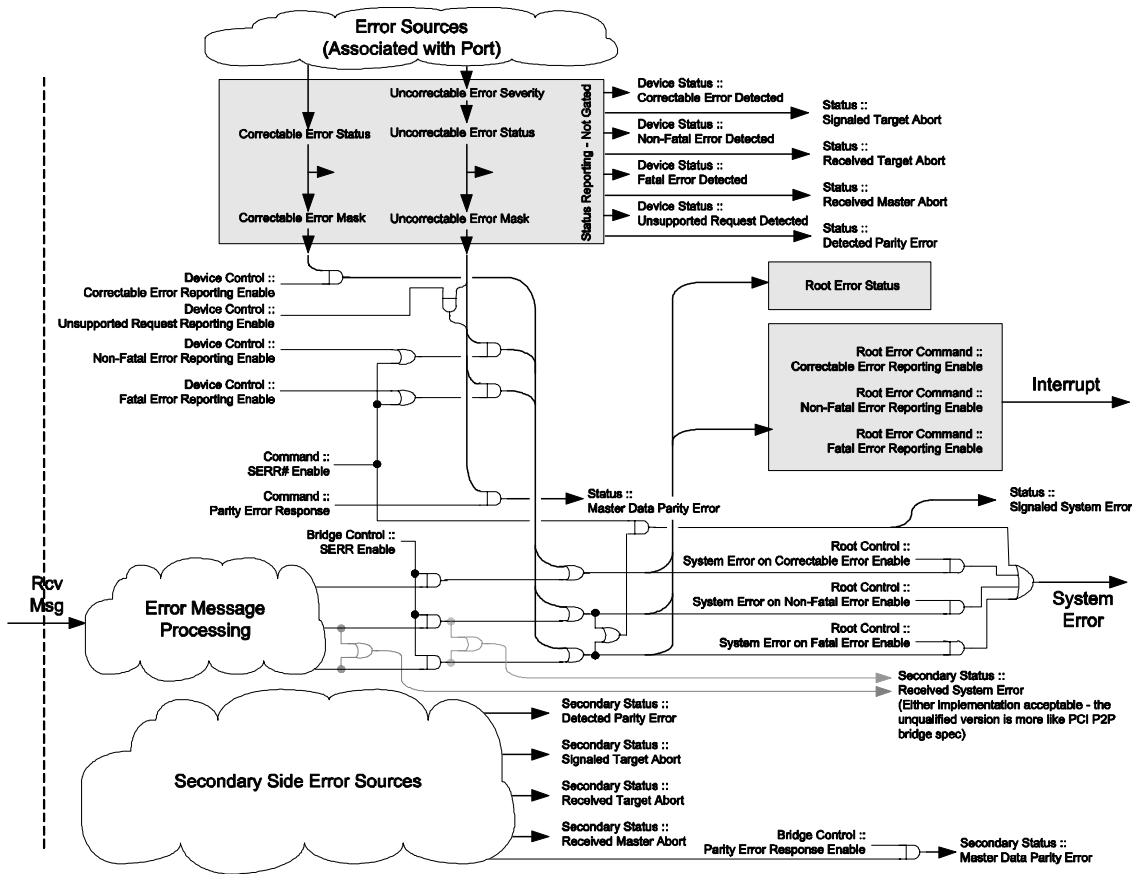 Error Sources
(Associated with Port)
Uncorrectable Error Severity
Correctable Error Status
Uncorrectable Error Status
Correctable Error Mask
Uncorrectable Error Mask
Status Reporting - Not Gated
Device Status ::
Correctable Error Detected
Status ::
Signaled Target Abort
Device Status ::
Non-Fatal Error Detected
Status ::
Received Target Abort
Device Status ::
Fatal Error Detected
Status ::
Received Master Abort
Device Status ::
Unsupported Request Detected
Status ::
Detected Parity Error
Device Control ::
Correctable Error Reporting Enable
Device Control ::
Unsupported Request Reporting Enable
Device Control ::
Non-Fatal Error Reporting Enable
Device Control ::
Fatal Error Reporting Enable
Root Error Status
Root Error Command ::
Correctable Error Reporting Enable
Root Error Command ::
Non-Fatal Error Reporting Enable
Root Error Command ::
Fatal Error Reporting Enable
Interrupt
Command ::
SERR# Enable
Command ::
Parity Error Response
Status ::
Master Data Parity Error
Status ::
Signaled System Error
Bridge Control ::
SERR Enable
Root Control ::
System Error on Correctable Error Enable
Root Control ::
System Error on Non-Fatal Error Enable
Root Control ::
System Error on Fatal Error Enable
System
Error
Rcv
Msg
Error Message
Processing
Secondary Status ::
Received System Error
(Either Implementation acceptable - the
unqualified version is more like PCI P2P
bridge spec)
Secondary Side Error Sources
Secondary Status ::
Detected Parity Error
Secondary Status ::
Signaled Target Abort
Secondary Status ::
Received Target Abort
Secondary Status ::
Received Master Abort
Bridge Control ::
Parity Error Response Enable
Secondary Status ::
Master Data Parity Error